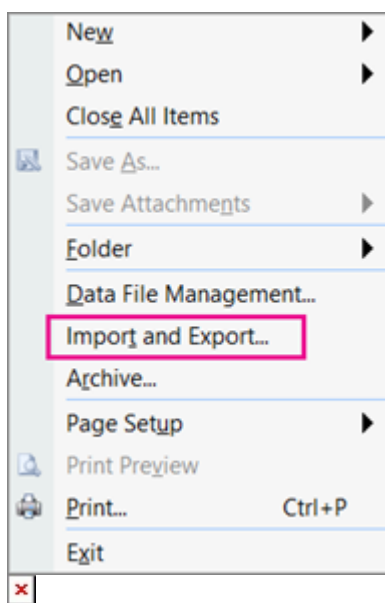 New
Open
Close All Items
Save As...
Save Attachments
Folder
Data File Management...
Import and Export...
Archive...
Page Setup
Print Preview
Print... Ctrl+P
Exit